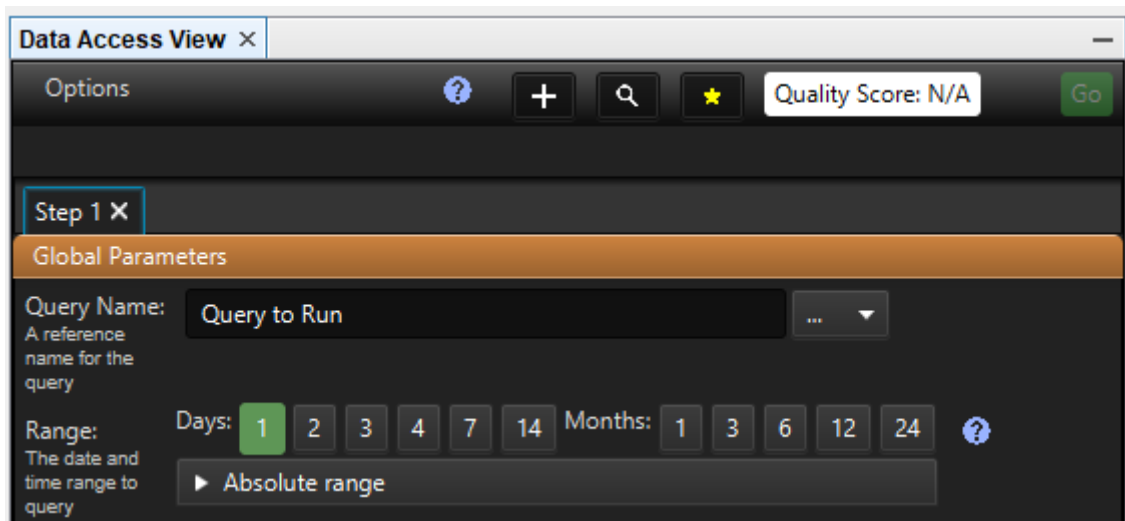 Data Access View ×
Options ? + Quality Score: N/A Go
Step 1 ×
Global Parameters
Query Name:
A reference
name for the
query
Query to Run ...
Range:
The date and
time range to
query
Days: 1 2 3 4 7 14 Months: 1 3 6 12 24 ?
Absolute range